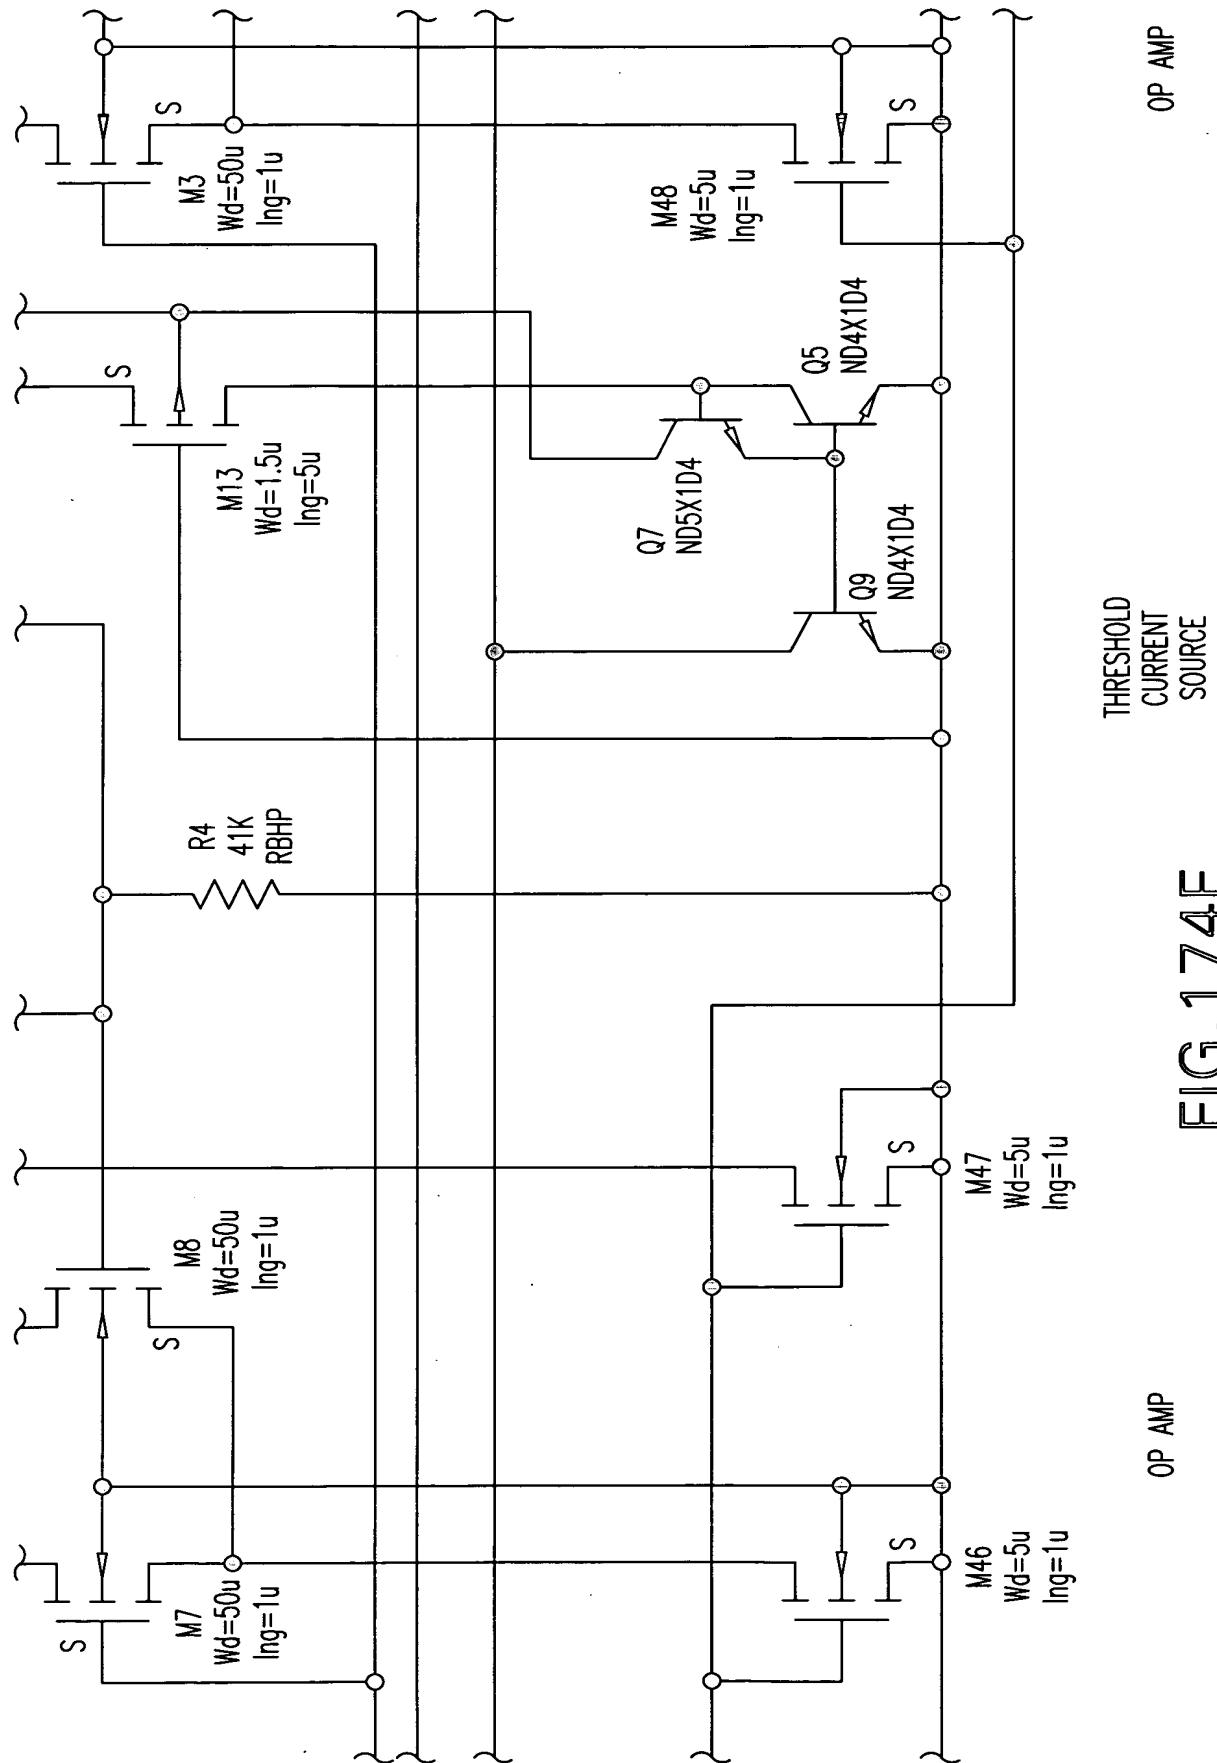 S
M7
Wd=50u
lng=1u
S
M8
Wd=50u
lng=1u
R4
41K
RBHP
S
M13
Wd=1.5u
lng=5u
S
M3
Wd=50u
lng=1u
Q7
ND5X1D4
Q5
ND4X1D4
Q9
ND4X1D4
M48
Wd=5u
lng=1u
S
S
M46
Wd=5u
lng=1u
S
M47
Wd=5u
lng=1u
OP AMP
THRESHOLD
CURRENT
SOURCE
OP AMP